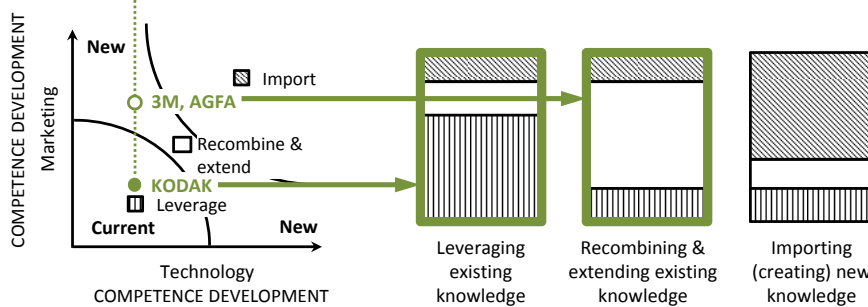 COMPETENCE DEVELOPMENT
Marketing
New
Import
3M, AGFA
Recombine &
extend
KODAK
Leverage
Current
New
Technology
COMPETENCE DEVELOPMENT
Leveraging
existing
knowledge
Recombining &
extending existing
knowledge
Importing
(creating) new
knowledge